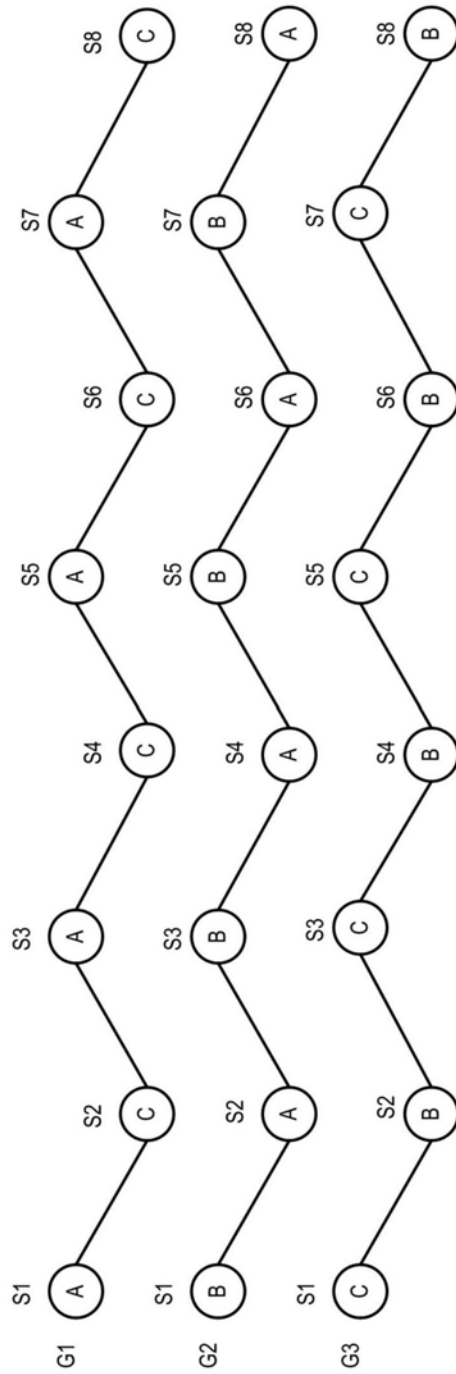 G1
S1 S2 S3 S4 S5 S6 S7 S8
A C A C A C A C
G2
S1 S2 S3 S4 S5 S6 S7 S8
B A B A B A B A
G3
S1 S2 S3 S4 S5 S6 S7 S8
C B C B C B C B